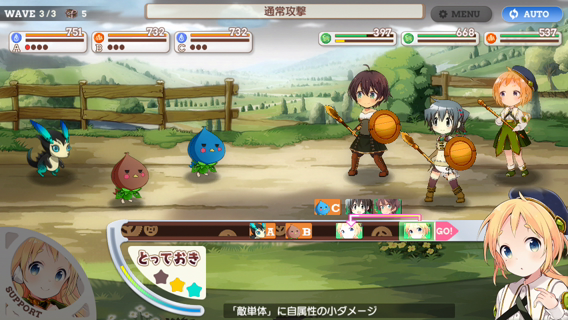 WAVE 3/3 5
通常攻撃
MENU
AUTO
A 751
B 732
C 732
397
668
537
C
A B GO!
とっておき
SUPPORT
「敵単体」に自属性の小ダメージ